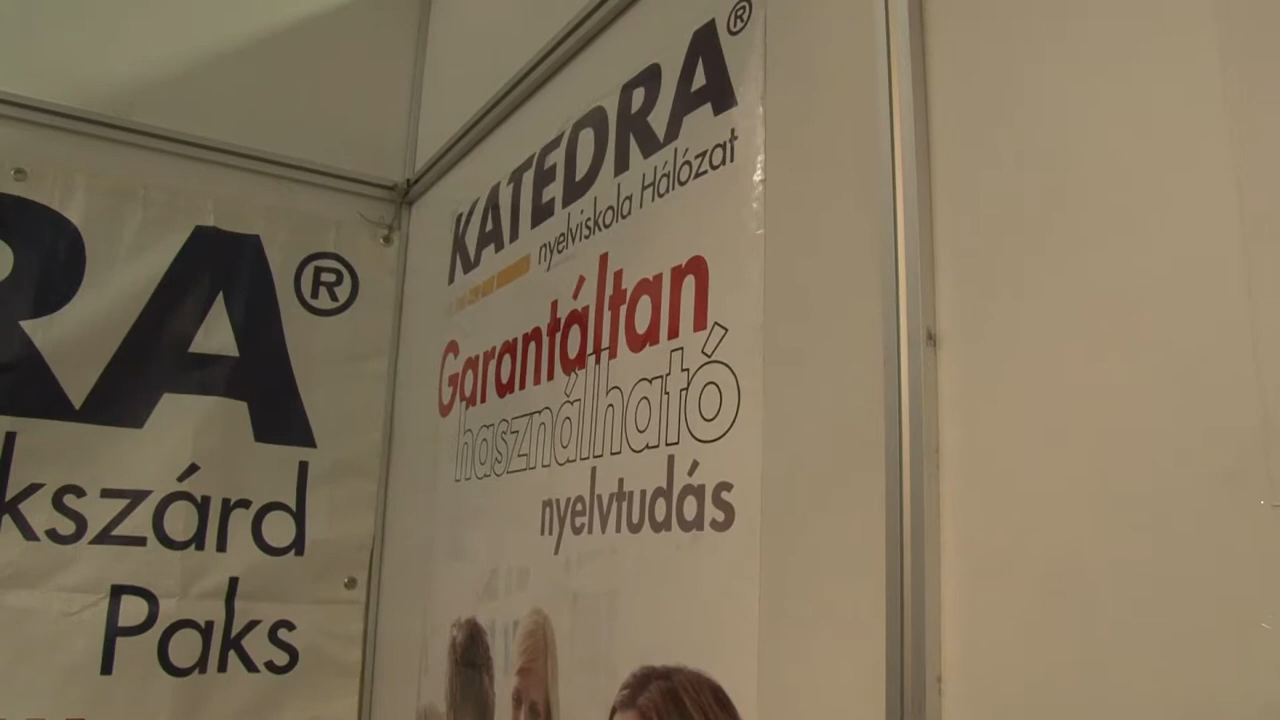 RA®
kszárd
Paks
KATEDRA®
nyelviskola Hálózat
Garantáltan
használható
nyelvtudás